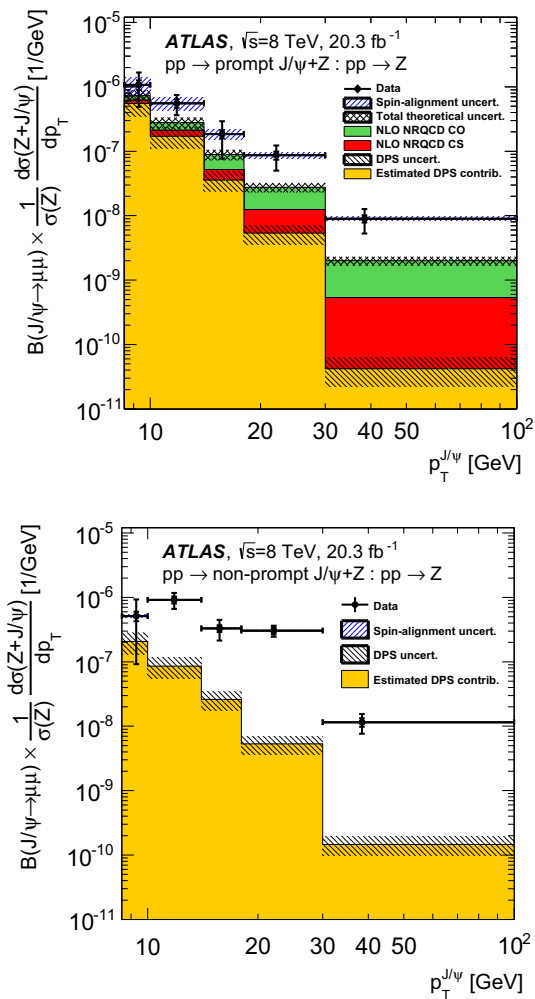 10⁻⁵
ATLAS, √s=8 TeV, 20.3 fb⁻¹
pp → prompt J/ψ+Z : pp → Z
Data
Spin-alignment uncert.
Total theoretical uncert.
NLO NRQCD CO
NLO NRQCD CS
DPS uncert.
Estimated DPS contrib.
B(J/ψ→μμ) × 1/σ(Z) dσ(Z+J/ψ)/dp_T [1/GeV]
10⁻⁶
10⁻⁷
10⁻⁸
10⁻⁹
10⁻¹⁰
10⁻¹¹
10 20 30 40 50 10²
p_T^J/ψ [GeV]
10⁻⁵
ATLAS, √s=8 TeV, 20.3 fb⁻¹
pp → non-prompt J/ψ+Z : pp → Z
Data
Spin-alignment uncert.
DPS uncert.
Estimated DPS contrib.
B(J/ψ→μμ) × 1/σ(Z) dσ(Z+J/ψ)/dp_T [1/GeV]
10⁻⁶
10⁻⁷
10⁻⁸
10⁻⁹
10⁻¹⁰
10⁻¹¹
10 20 30 40 50 10²
p_T^J/ψ [GeV]